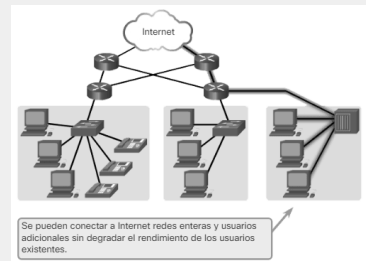 Internet
Se pueden conectar a Internet redes enteras y usuarios
adicionales sin degradar el rendimiento de los usuarios
existentes.